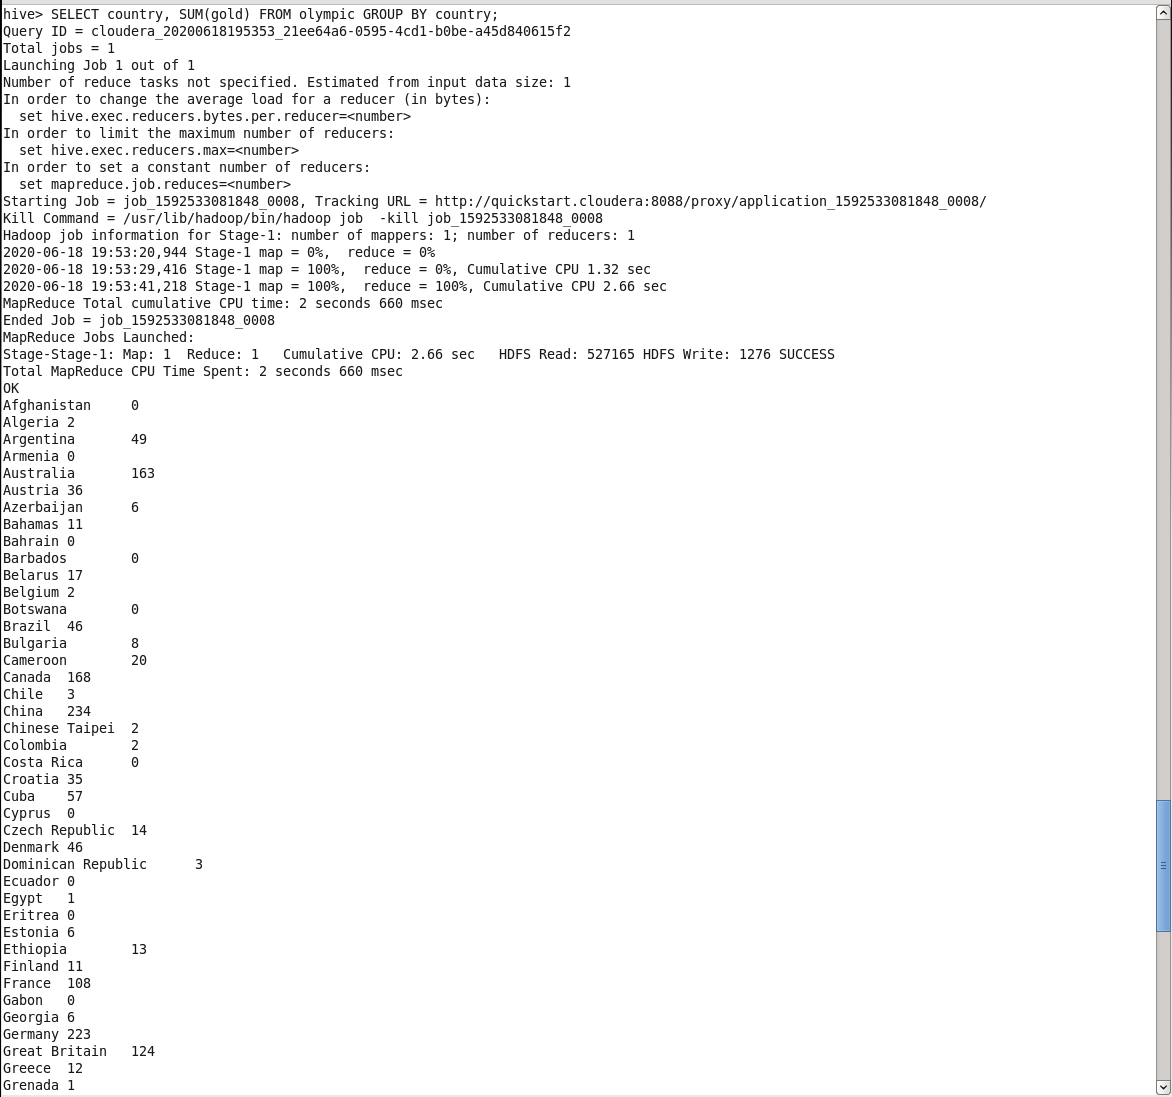 hive> SELECT country, SUM(gold) FROM olympic GROUP BY country;
Query ID = cloudera_20200618195353_21ee64a6-0595-4cd1-b0be-a45d840615f2
Total jobs = 1
Launching Job 1 out of 1
Number of reduce tasks not specified. Estimated from input data size: 1
In order to change the average load for a reducer (in bytes):
  set hive.exec.reducers.bytes.per.reducer=<number>
In order to limit the maximum number of reducers:
  set hive.exec.reducers.max=<number>
In order to set a constant number of reducers:
  set mapreduce.job.reduces=<number>
Starting Job = job_1592533081848_0008, Tracking URL = http://quickstart.cloudera:8088/proxy/application_1592533081848_0008/
Kill Command = /usr/lib/hadoop/bin/hadoop job  -kill job_1592533081848_0008
Hadoop job information for Stage-1: number of mappers: 1; number of reducers: 1
2020-06-18 19:53:20,944 Stage-1 map = 0%,  reduce = 0%
2020-06-18 19:53:29,416 Stage-1 map = 100%,  reduce = 0%, Cumulative CPU 1.32 sec
2020-06-18 19:53:41,218 Stage-1 map = 100%,  reduce = 100%, Cumulative CPU 2.66 sec
MapReduce Total cumulative CPU time: 2 seconds 660 msec
Ended Job = job_1592533081848_0008
MapReduce Jobs Launched:
Stage-Stage-1: Map: 1  Reduce: 1   Cumulative CPU: 2.66 sec   HDFS Read: 527165 HDFS Write: 1276 SUCCESS
Total MapReduce CPU Time Spent: 2 seconds 660 msec
OK
Afghanistan     0
Algeria 2
Argentina       49
Armenia 0
Australia       163
Austria 36
Azerbaijan      6
Bahamas 11
Bahrain 0
Barbados        0
Belarus 17
Belgium 2
Botswana        0
Brazil  46
Bulgaria        8
Cameroon        20
Canada  168
Chile   3
China   234
Chinese Taipei  2
Colombia        2
Costa Rica      0
Croatia 35
Cuba    57
Cyprus  0
Czech Republic  14
Denmark 46
Dominican Republic      3
Ecuador 0
Egypt   1
Eritrea 0
Estonia 6
Ethiopia        13
Finland 11
France  108
Gabon   0
Georgia 6
Germany 223
Great Britain   124
Greece  12
Grenada 1